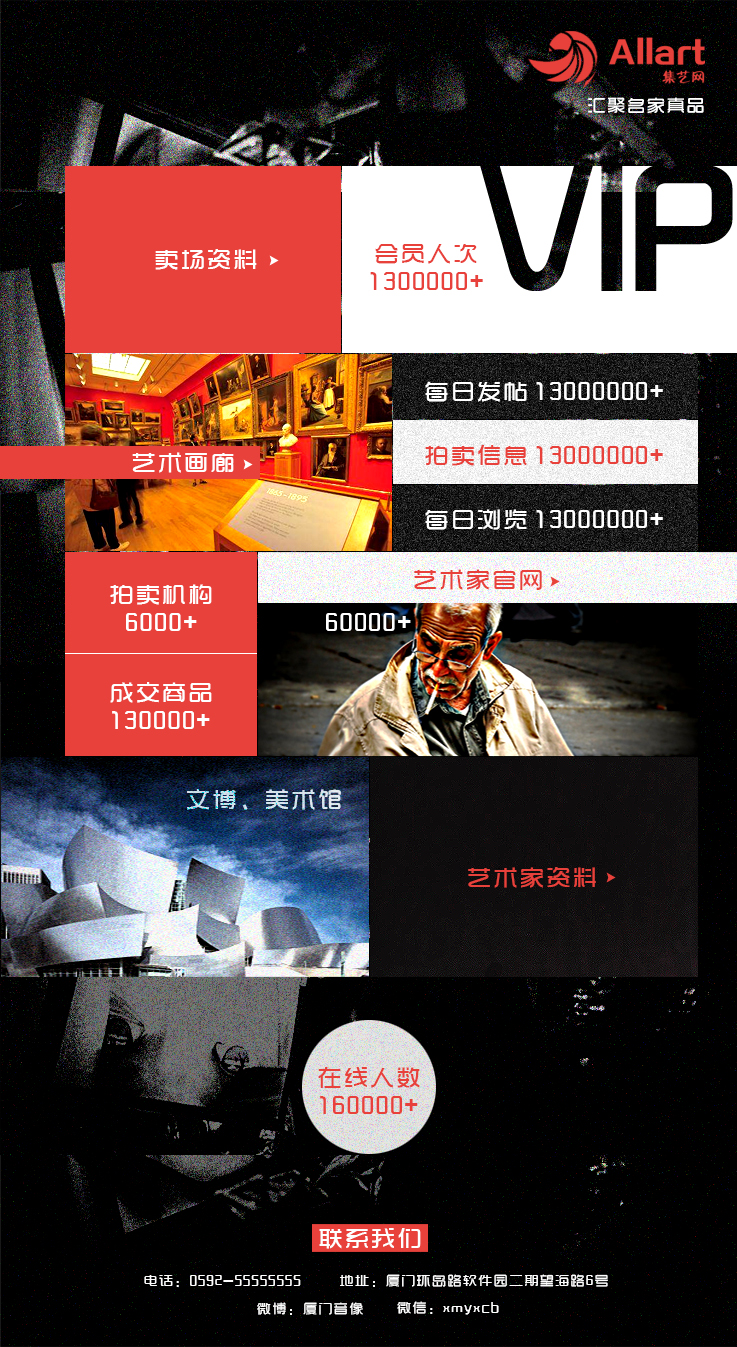 Allart
集艺网
汇聚名家真品
VIP
卖场资料
会员人次
1300000+
每日发帖 13000000+
拍卖信息 13000000+
艺术画廊
1865-1895
每日浏览 13000000+
艺术家官网
拍卖机构
6000+
60000+
成交商品
130000+
文博、美术馆
艺术家资料
在线人数
160000+
联系我们
电话：0592-55555555 地址：厦门环岛路软件园二期望海路6号
微博：厦门音像 微信：xmyxcb